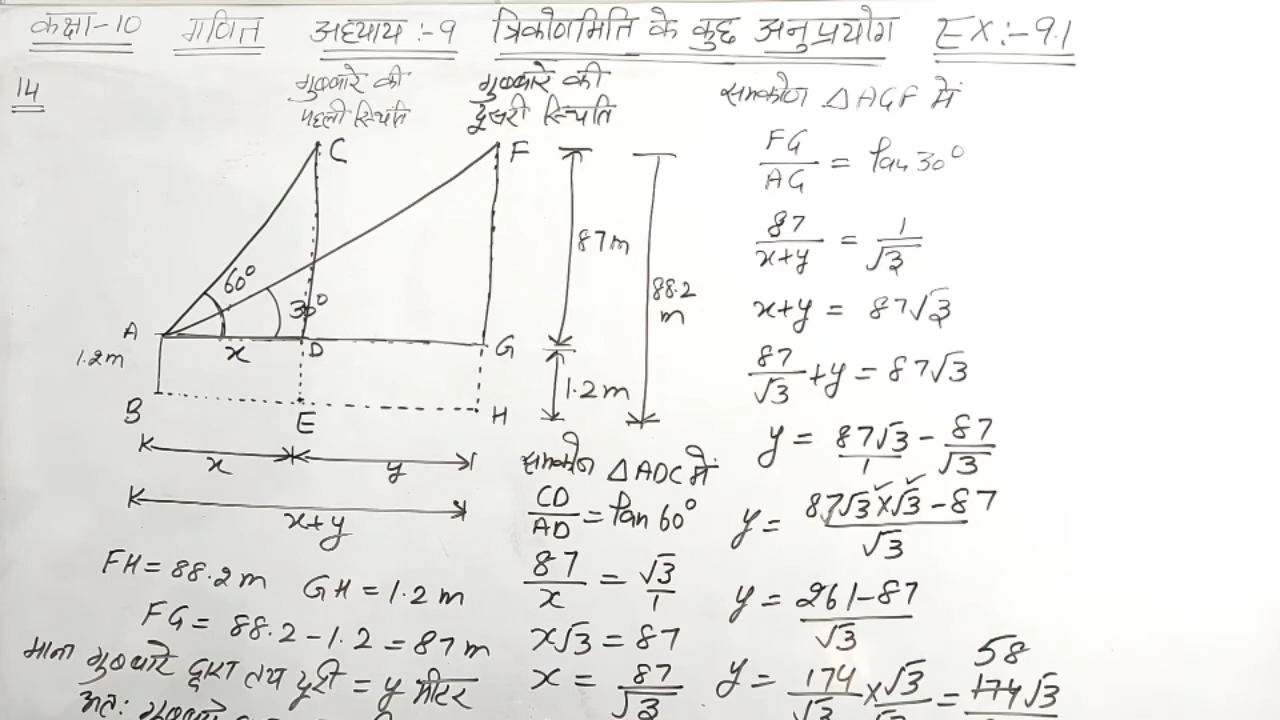 कक्षा-10 गणित अध्याय :- 9 त्रिकोणमिति के कुछ अनुप्रयोग EX:- 9.1
14
गुब्बारे की
पहली स्थिति
गुब्बारे की
दूसरी स्थिति
C
F
60°
30°
A
x
D
G
1.2m
B
E
H
x
y
x+y
87m
88.2
m
1.2m
FH = 88.2 m GH = 1.2 m
FG = 88.2 - 1.2 = 87 m
माना गुब्बारे द्वारा तय दूरी = y मीटर
अतः गुब्बारे
समकोण △ADC में
CD/AD = tan 60°
87/x = √3/1
x√3 = 87
x = 87/√3
समकोण △AGF में
FG/AG = tan 30°
87/x+y = 1/√3
x+y = 87√3
87/√3 + y = 87√3
y = 87√3/1 - 87/√3
y = 87√3×√3 - 87/√3
y = 261-87/√3
58
y = 174/√3 × √3/√3 = 174√3